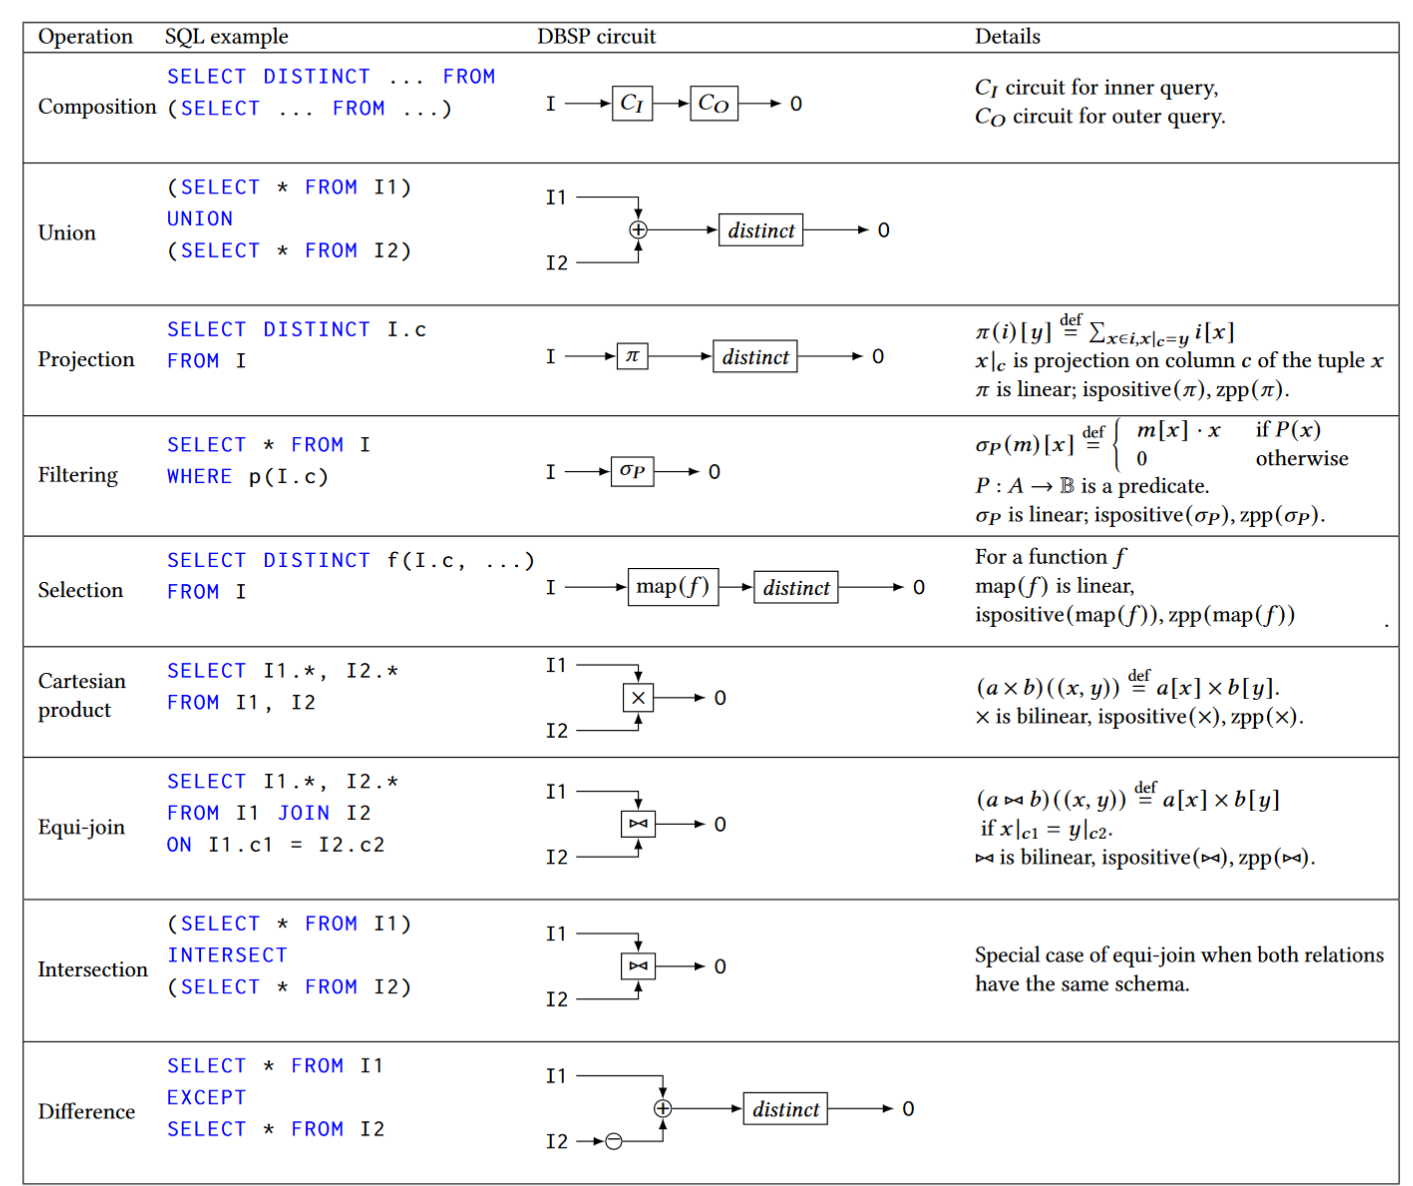 Operation SQL example DBSP circuit Details
Composition
SELECT DISTINCT ... FROM
(SELECT ... FROM ...)
I C_I C_O O
C_I circuit for inner query,
C_O circuit for outer query.
Union
(SELECT * FROM I1)
UNION
(SELECT * FROM I2)
I1
⊕ distinct O
I2
Projection
SELECT DISTINCT I.c
FROM I
I π distinct O
π(i)[y] ≝ ∑_{x∈i,x|_c=y} i[x]
x|_c is projection on column c of the tuple x
π is linear; ispositive(π), zpp(π).
Filtering
SELECT * FROM I
WHERE p(I.c)
I σ_P O
σ_P(m)[x] ≝ { m[x] · x if P(x)
0 otherwise
P : A → 𝔹 is a predicate.
σ_P is linear; ispositive(σ_P), zpp(σ_P).
Selection
SELECT DISTINCT f(I.c, ...)
FROM I
I map(f) distinct O
For a function f
map(f) is linear,
ispositive(map(f)), zpp(map(f)) .
Cartesian
product
SELECT I1.*, I2.*
FROM I1, I2
I1
× O
I2
(a × b)((x, y)) ≝ a[x] × b[y].
× is bilinear, ispositive(×), zpp(×).
Equi-join
SELECT I1.*, I2.*
FROM I1 JOIN I2
ON I1.c1 = I2.c2
I1
⋈ O
I2
(a ⋈ b)((x, y)) ≝ a[x] × b[y]
if x|_{c1} = y|_{c2}.
⋈ is bilinear, ispositive(⋈), zpp(⋈).
Intersection
(SELECT * FROM I1)
INTERSECT
(SELECT * FROM I2)
I1
⋈ O
I2
Special case of equi-join when both relations
have the same schema.
Difference
SELECT * FROM I1
EXCEPT
SELECT * FROM I2
I1
⊕ distinct O
I2 ⊖